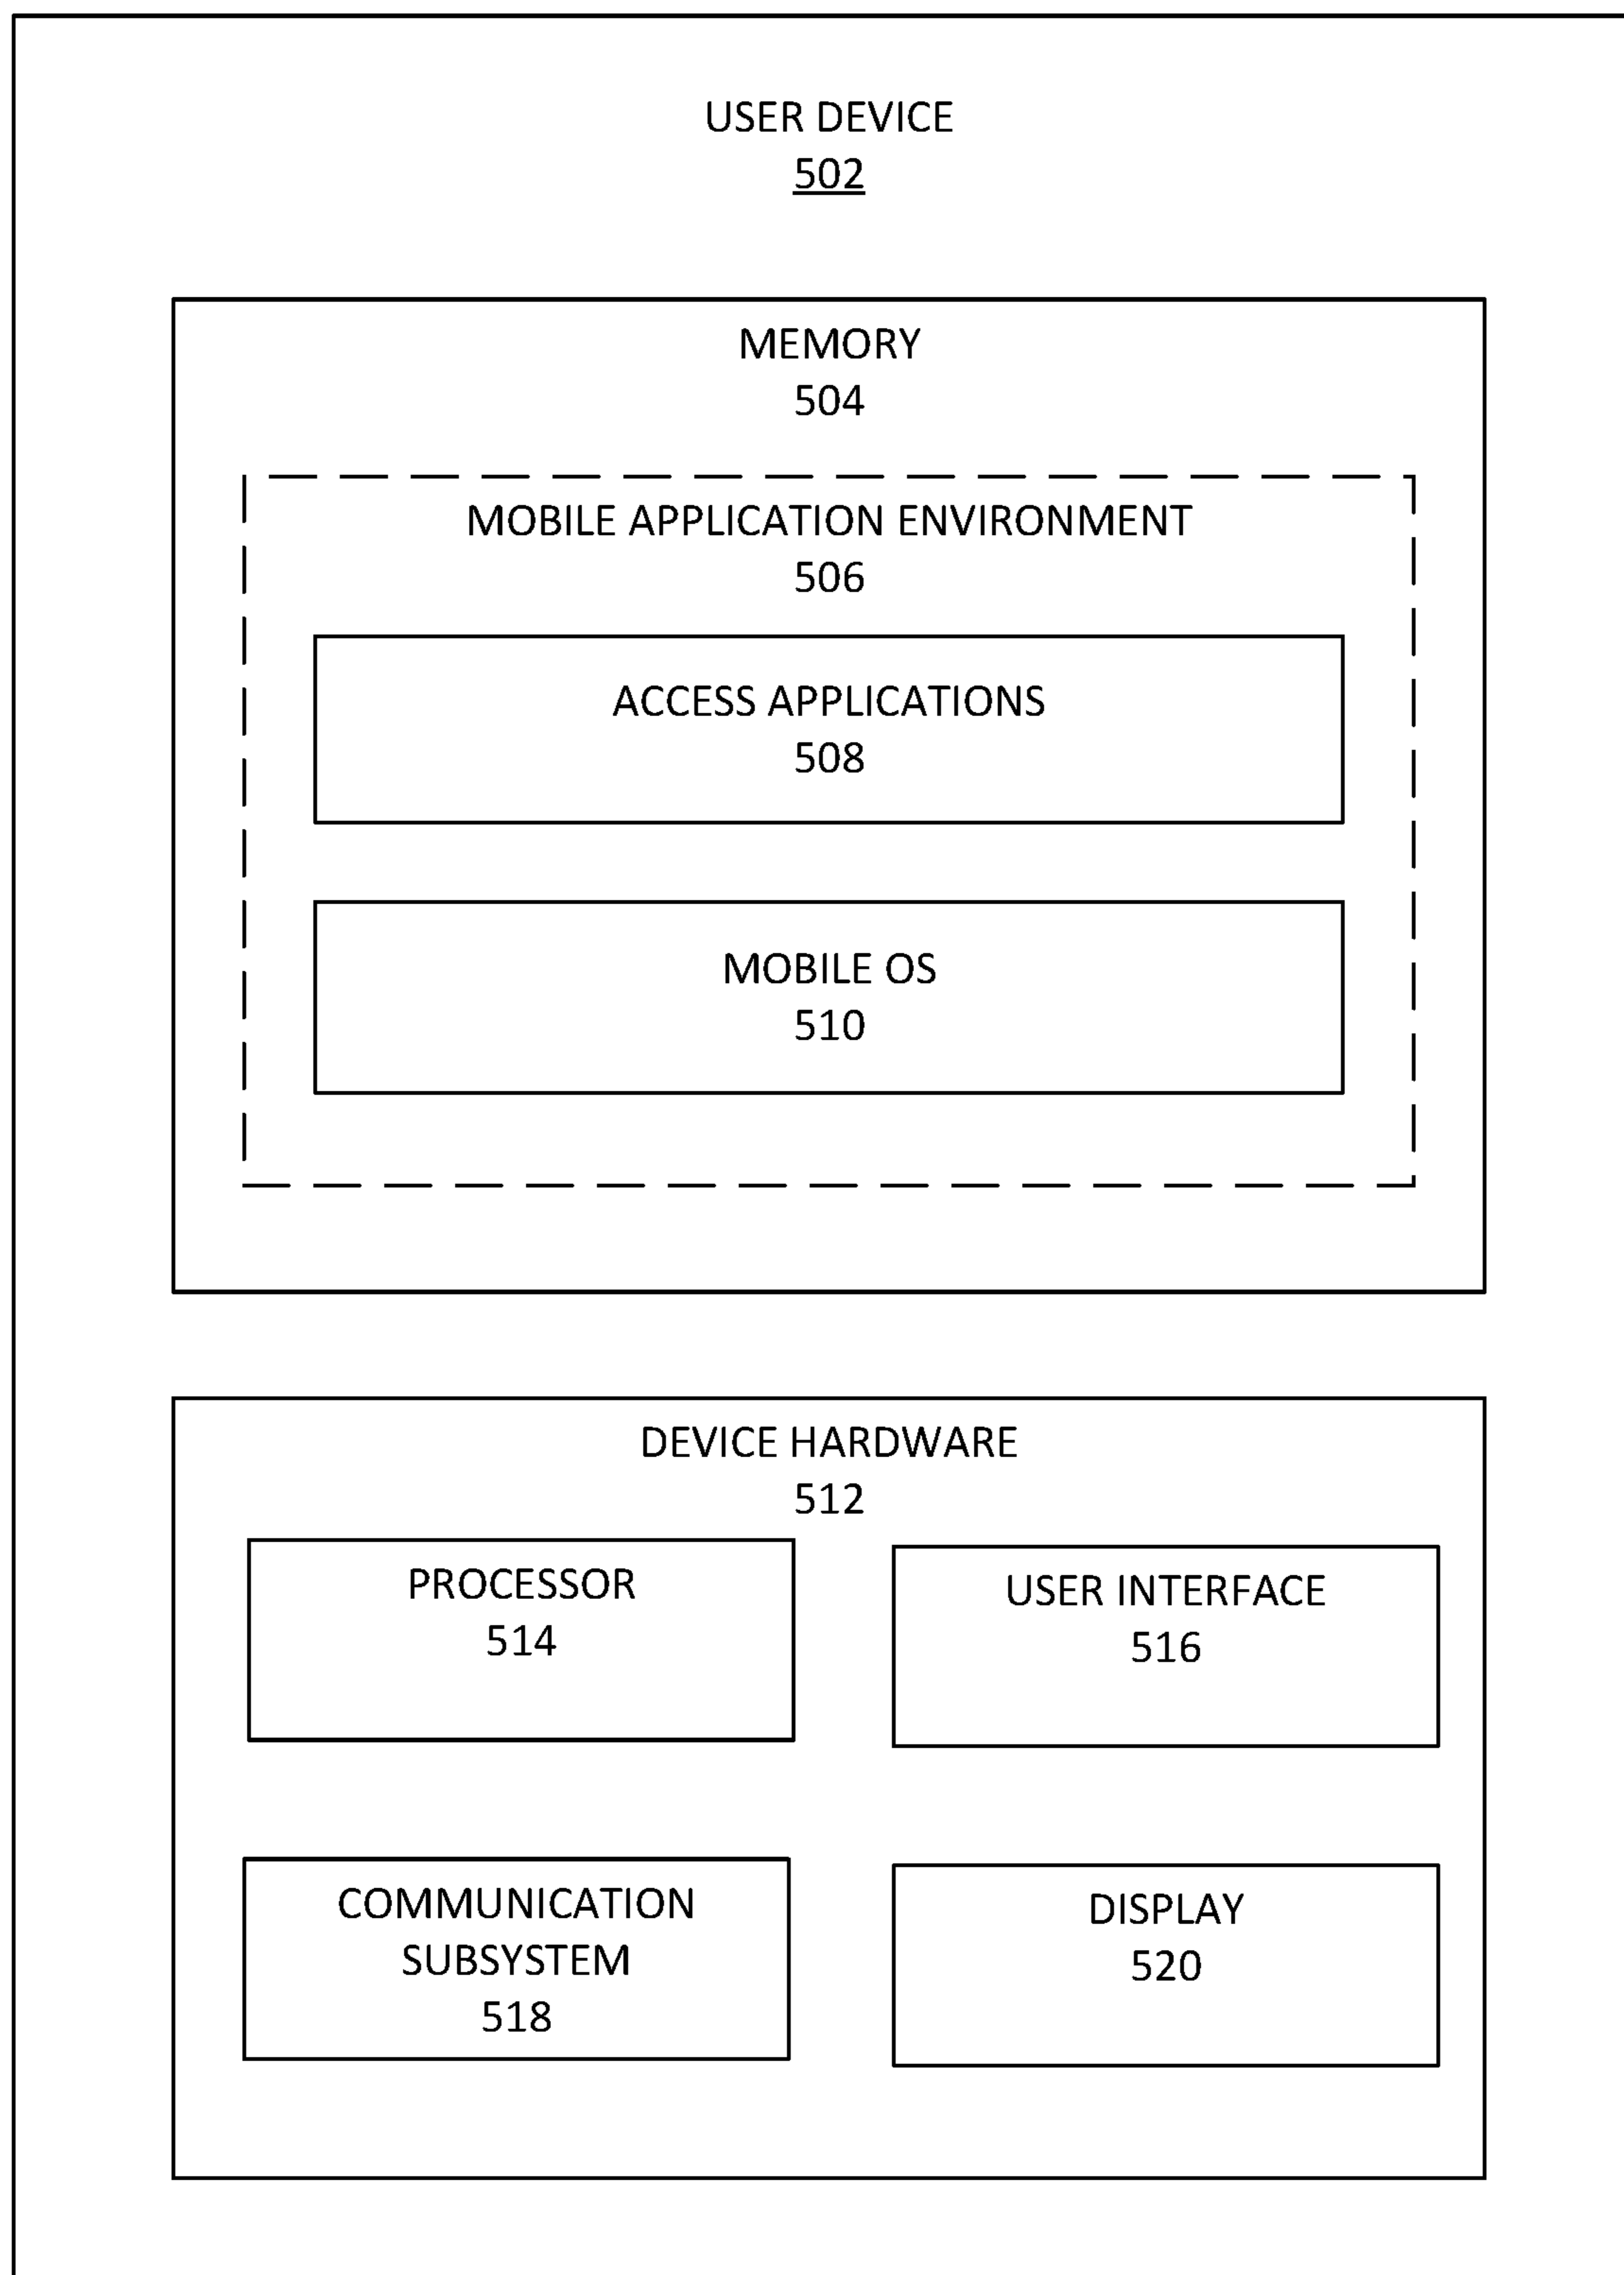 USER DEVICE
502
MEMORY
504
MOBILE APPLICATION ENVIRONMENT
506
ACCESS APPLICATIONS
508
MOBILE OS
510
DEVICE HARDWARE
512
PROCESSOR
514
USER INTERFACE
516
COMMUNICATION
SUBSYSTEM
518
DISPLAY
520